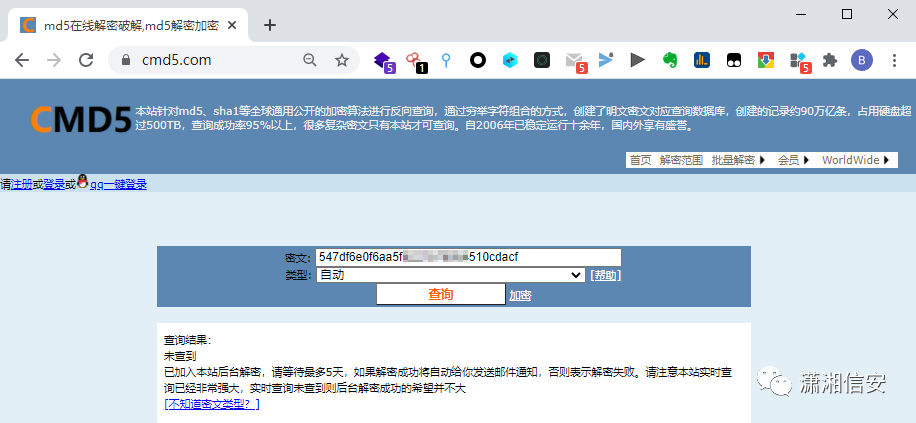 md5在线解密破解,md5解密加密
cmd5.com
5
1
5
5
B
CMD5
本站针对md5、sha1等全球通用公开的加密算法进行反向查询，通过穷举字符组合的方式，创建了明文密文对应查询数据库，创建的记录约90万亿条，占用硬盘超
过500TB，查询成功率95%以上，很多复杂密文只有本站才可查询。自2006年已稳定运行十余年，国内外享有盛誉。
首页 解密范围 批量解密 会员 WorldWide
请注册或登录或qq一键登录
密文: 547df6e0f6aa5f 510cdacf
类型: 自动 [帮助]
查询 加密
查询结果:
未查到
已加入本站后台解密，请等待最多5天，如果解密成功将自动给你发送邮件通知，否则表示解密失败。请注意本站实时查
询已经非常强大，实时查询未查到则后台解密成功的希望并不大
[不知道密文类型？]
潇湘信安